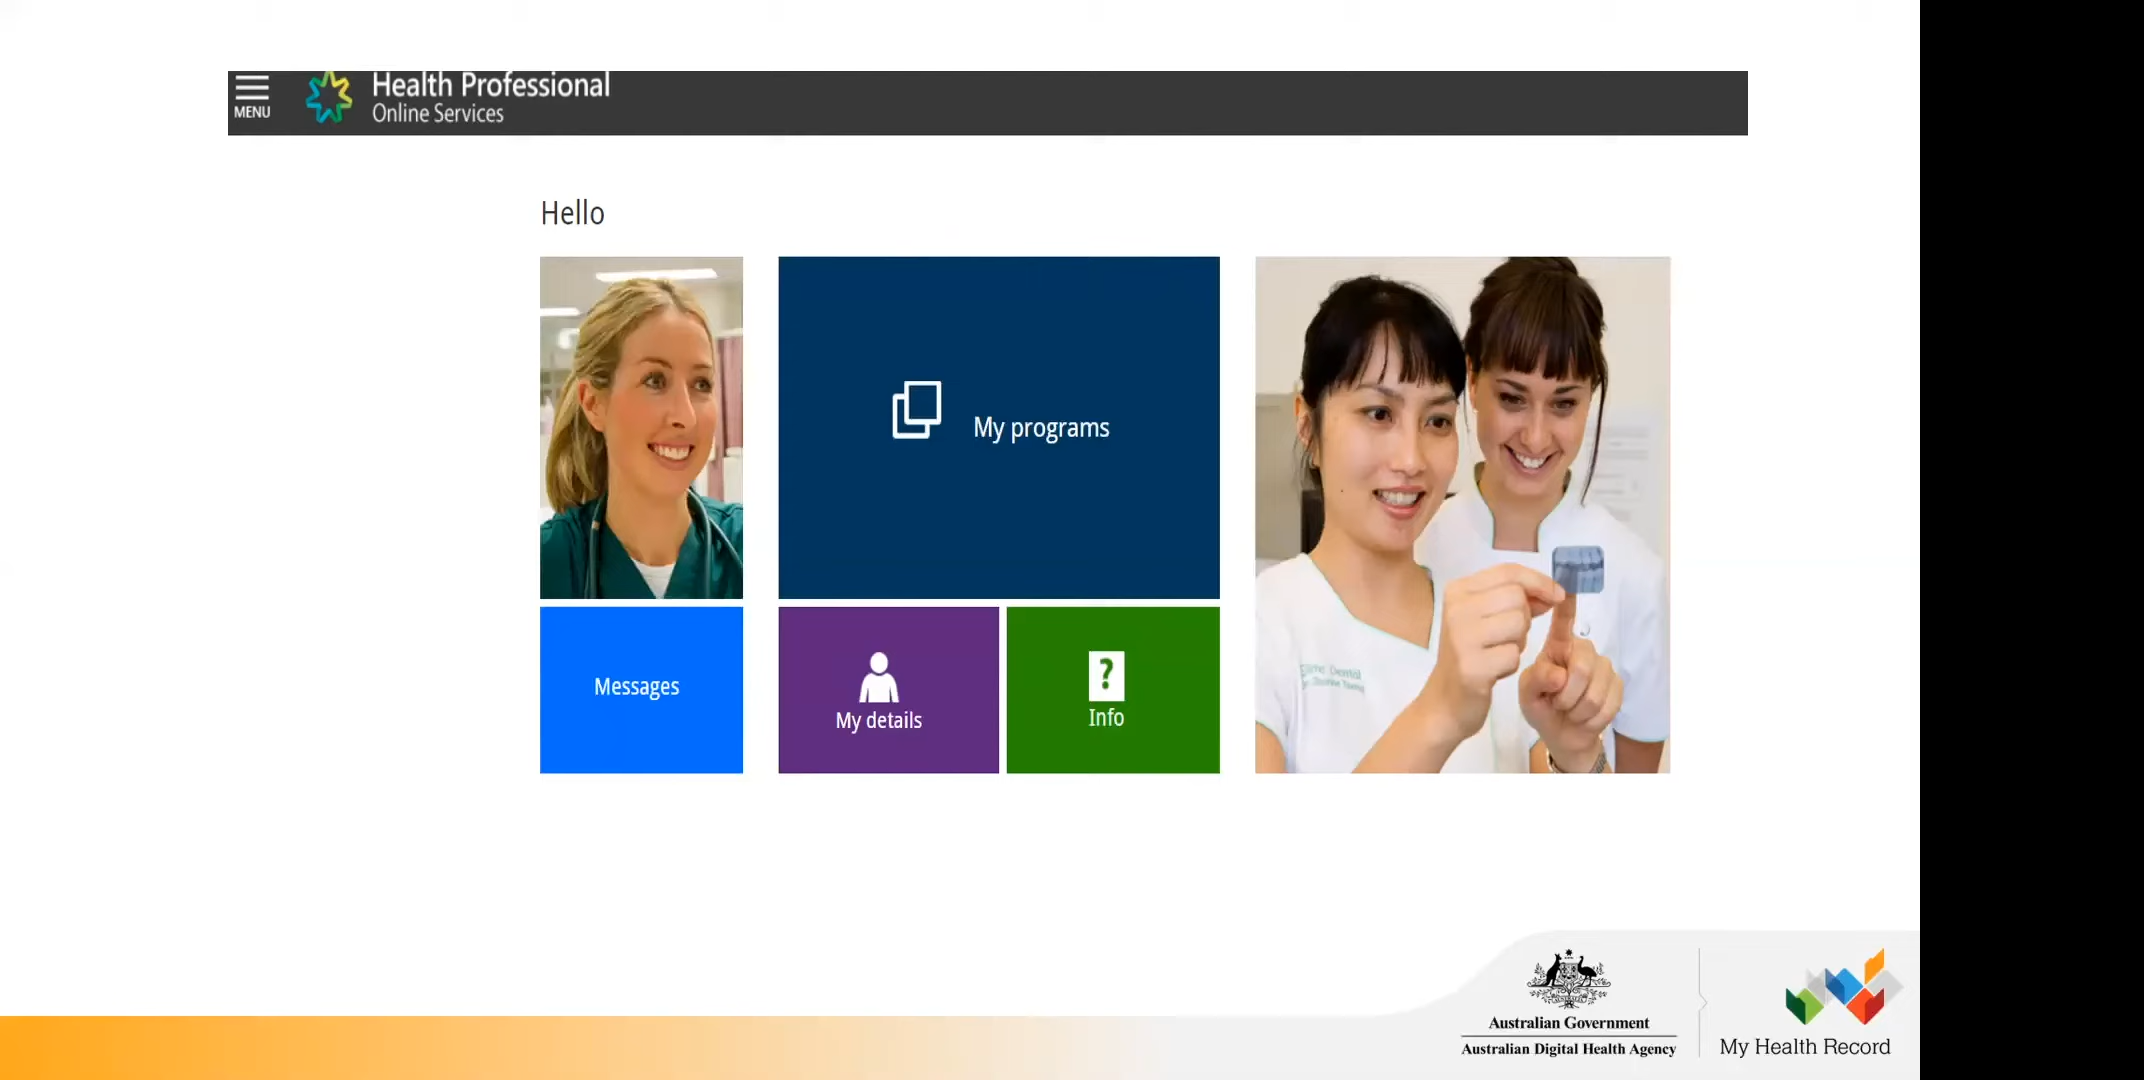 MENU
Health Professional
Online Services
Hello
My programs
Messages
My details
?
Info
Australian Government
Australian Digital Health Agency
My Health Record